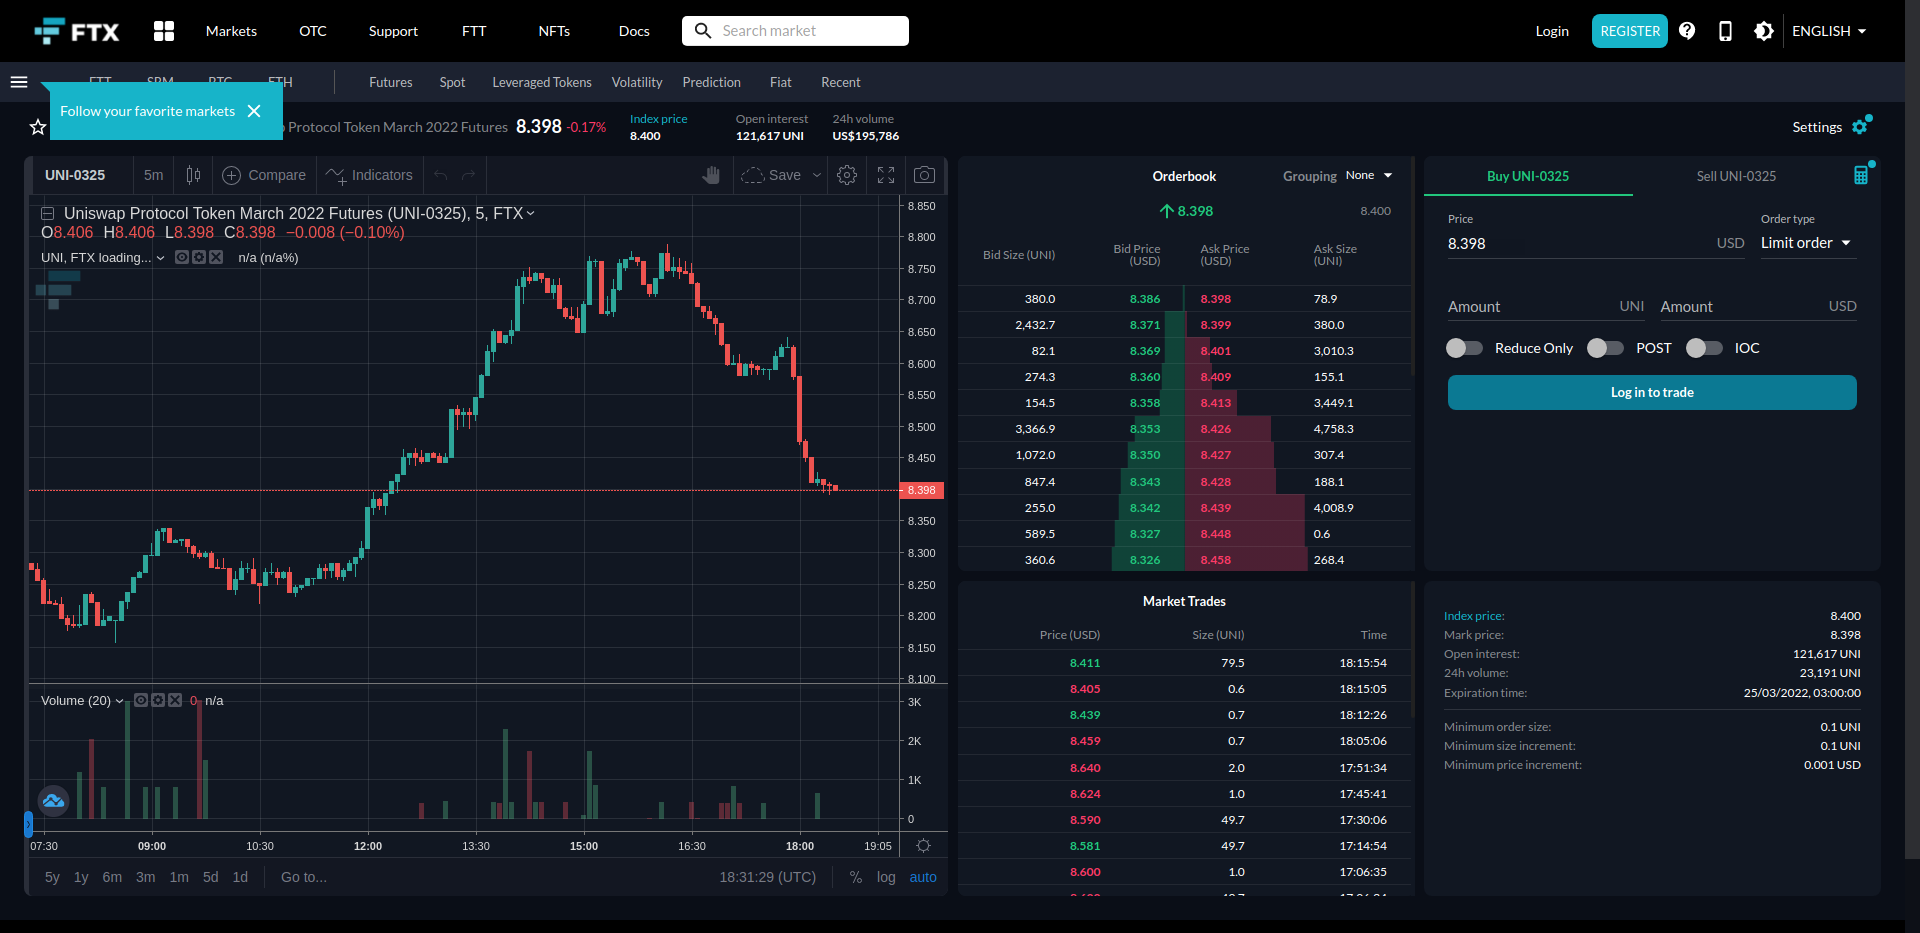 FTX
Markets
OTC
Support
FTT
NFTs
Docs
Search market
Login
REGISTER
ENGLISH
FTT
SRM
BTC
ETH
Futures
Spot
Leveraged Tokens
Volatility
Prediction
Fiat
Recent
Follow your favorite markets
Protocol Token March 2022 Futures
8.398
-0.17%
Index price
8.400
Open interest
121,617 UNI
24h volume
US$195,786
Settings
UNI-0325
5m
Compare
Indicators
Save
Uniswap Protocol Token March 2022 Futures (UNI-0325), 5, FTX
O8.406 H8.406 L8.398 C8.398 −0.008 (−0.10%)
UNI, FTX loading...
n/a (n/a%)
8.850
8.800
8.750
8.700
8.650
8.600
8.550
8.500
8.450
8.398
8.350
8.300
8.250
8.200
8.150
8.100
Volume (20)
0 n/a
3K
2K
1K
0
07:30
09:00
10:30
12:00
13:30
15:00
16:30
18:00
19:05
5y
1y
6m
3m
1m
5d
1d
Go to...
18:31:29 (UTC)
%
log
auto
Orderbook
Grouping
None
8.398
8.400
Bid Size (UNI)
Bid Price (USD)
Ask Price (USD)
Ask Size (UNI)
380.0 8.386 8.398 78.9
2,432.7 8.371 8.399 380.0
82.1 8.369 8.401 3,010.3
274.3 8.360 8.409 155.1
154.5 8.358 8.413 3,449.1
3,366.9 8.353 8.426 4,758.3
1,072.0 8.350 8.427 307.4
847.4 8.343 8.428 188.1
255.0 8.342 8.439 4,008.9
589.5 8.327 8.448 0.6
360.6 8.326 8.458 268.4
Market Trades
Price (USD) Size (UNI) Time
8.411 79.5 18:15:54
8.405 0.6 18:15:05
8.439 0.7 18:12:26
8.459 0.7 18:05:06
8.640 2.0 17:51:34
8.624 1.0 17:45:41
8.590 49.7 17:30:06
8.581 49.7 17:14:54
8.600 1.0 17:06:35
Buy UNI-0325
Sell UNI-0325
Price
8.398
USD
Order type
Limit order
Amount
UNI
Amount
USD
Reduce Only
POST
IOC
Log in to trade
Index price: 8.400
Mark price: 8.398
Open interest: 121,617 UNI
24h volume: 23,191 UNI
Expiration time: 25/03/2022, 03:00:00
Minimum order size: 0.1 UNI
Minimum size increment: 0.1 UNI
Minimum price increment: 0.001 USD